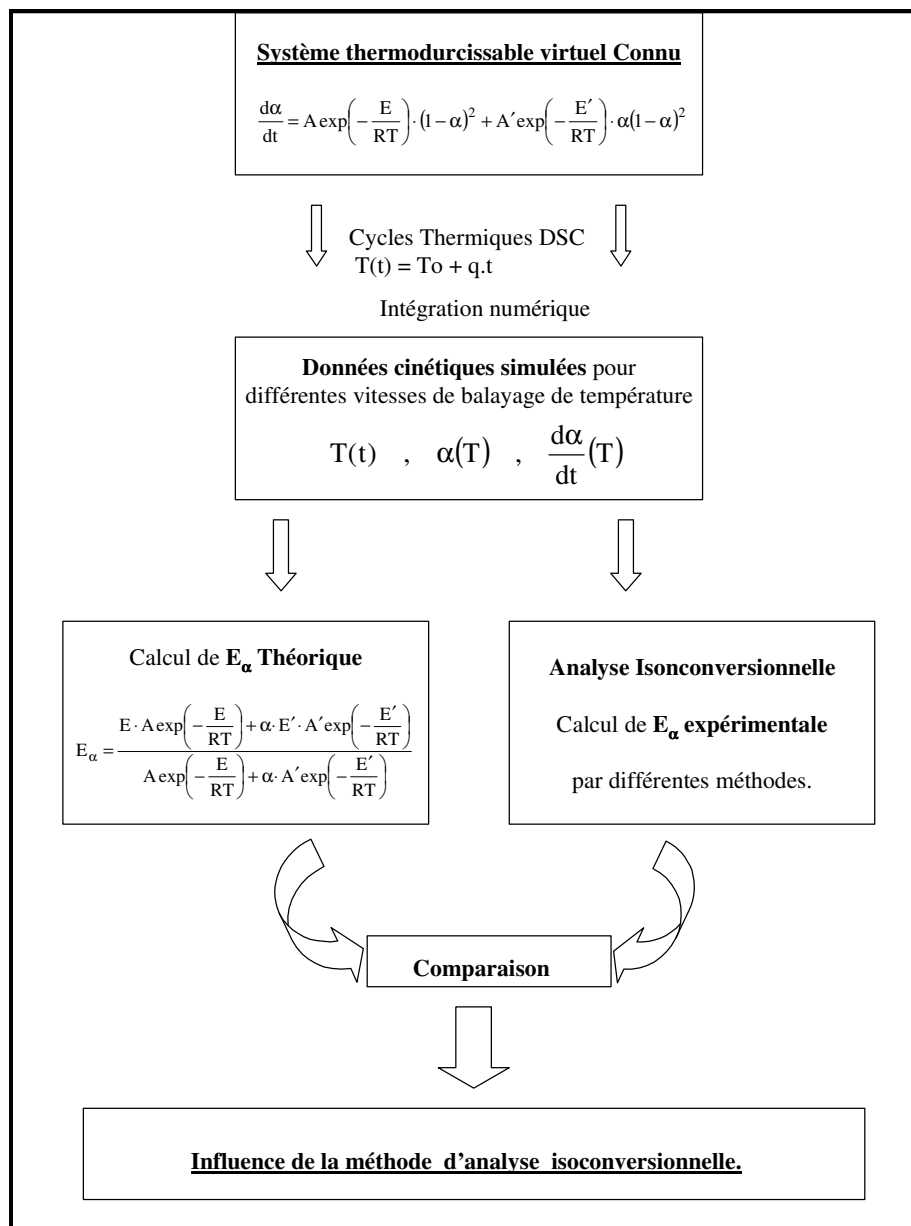 Système thermodurcissable virtuel Connu
dα/dt = A exp(−E/RT)·(1−α)² + A′ exp(−E′/RT)·α(1−α)²
Cycles Thermiques DSC
T(t) = To + q.t
Intégration numérique
Données cinétiques simulées pour
différentes vitesses de balayage de température
T(t) , α(T) , dα/dt (T)
Calcul de Eα Théorique
Eα = (E·A exp(−E/RT) + α·E′·A′ exp(−E′/RT)) / (A exp(−E/RT) + α·A′ exp(−E′/RT))
Analyse Isonconversionnelle
Calcul de Eα expérimentale
par différentes méthodes.
Comparaison
Influence de la méthode d'analyse isoconversionnelle.